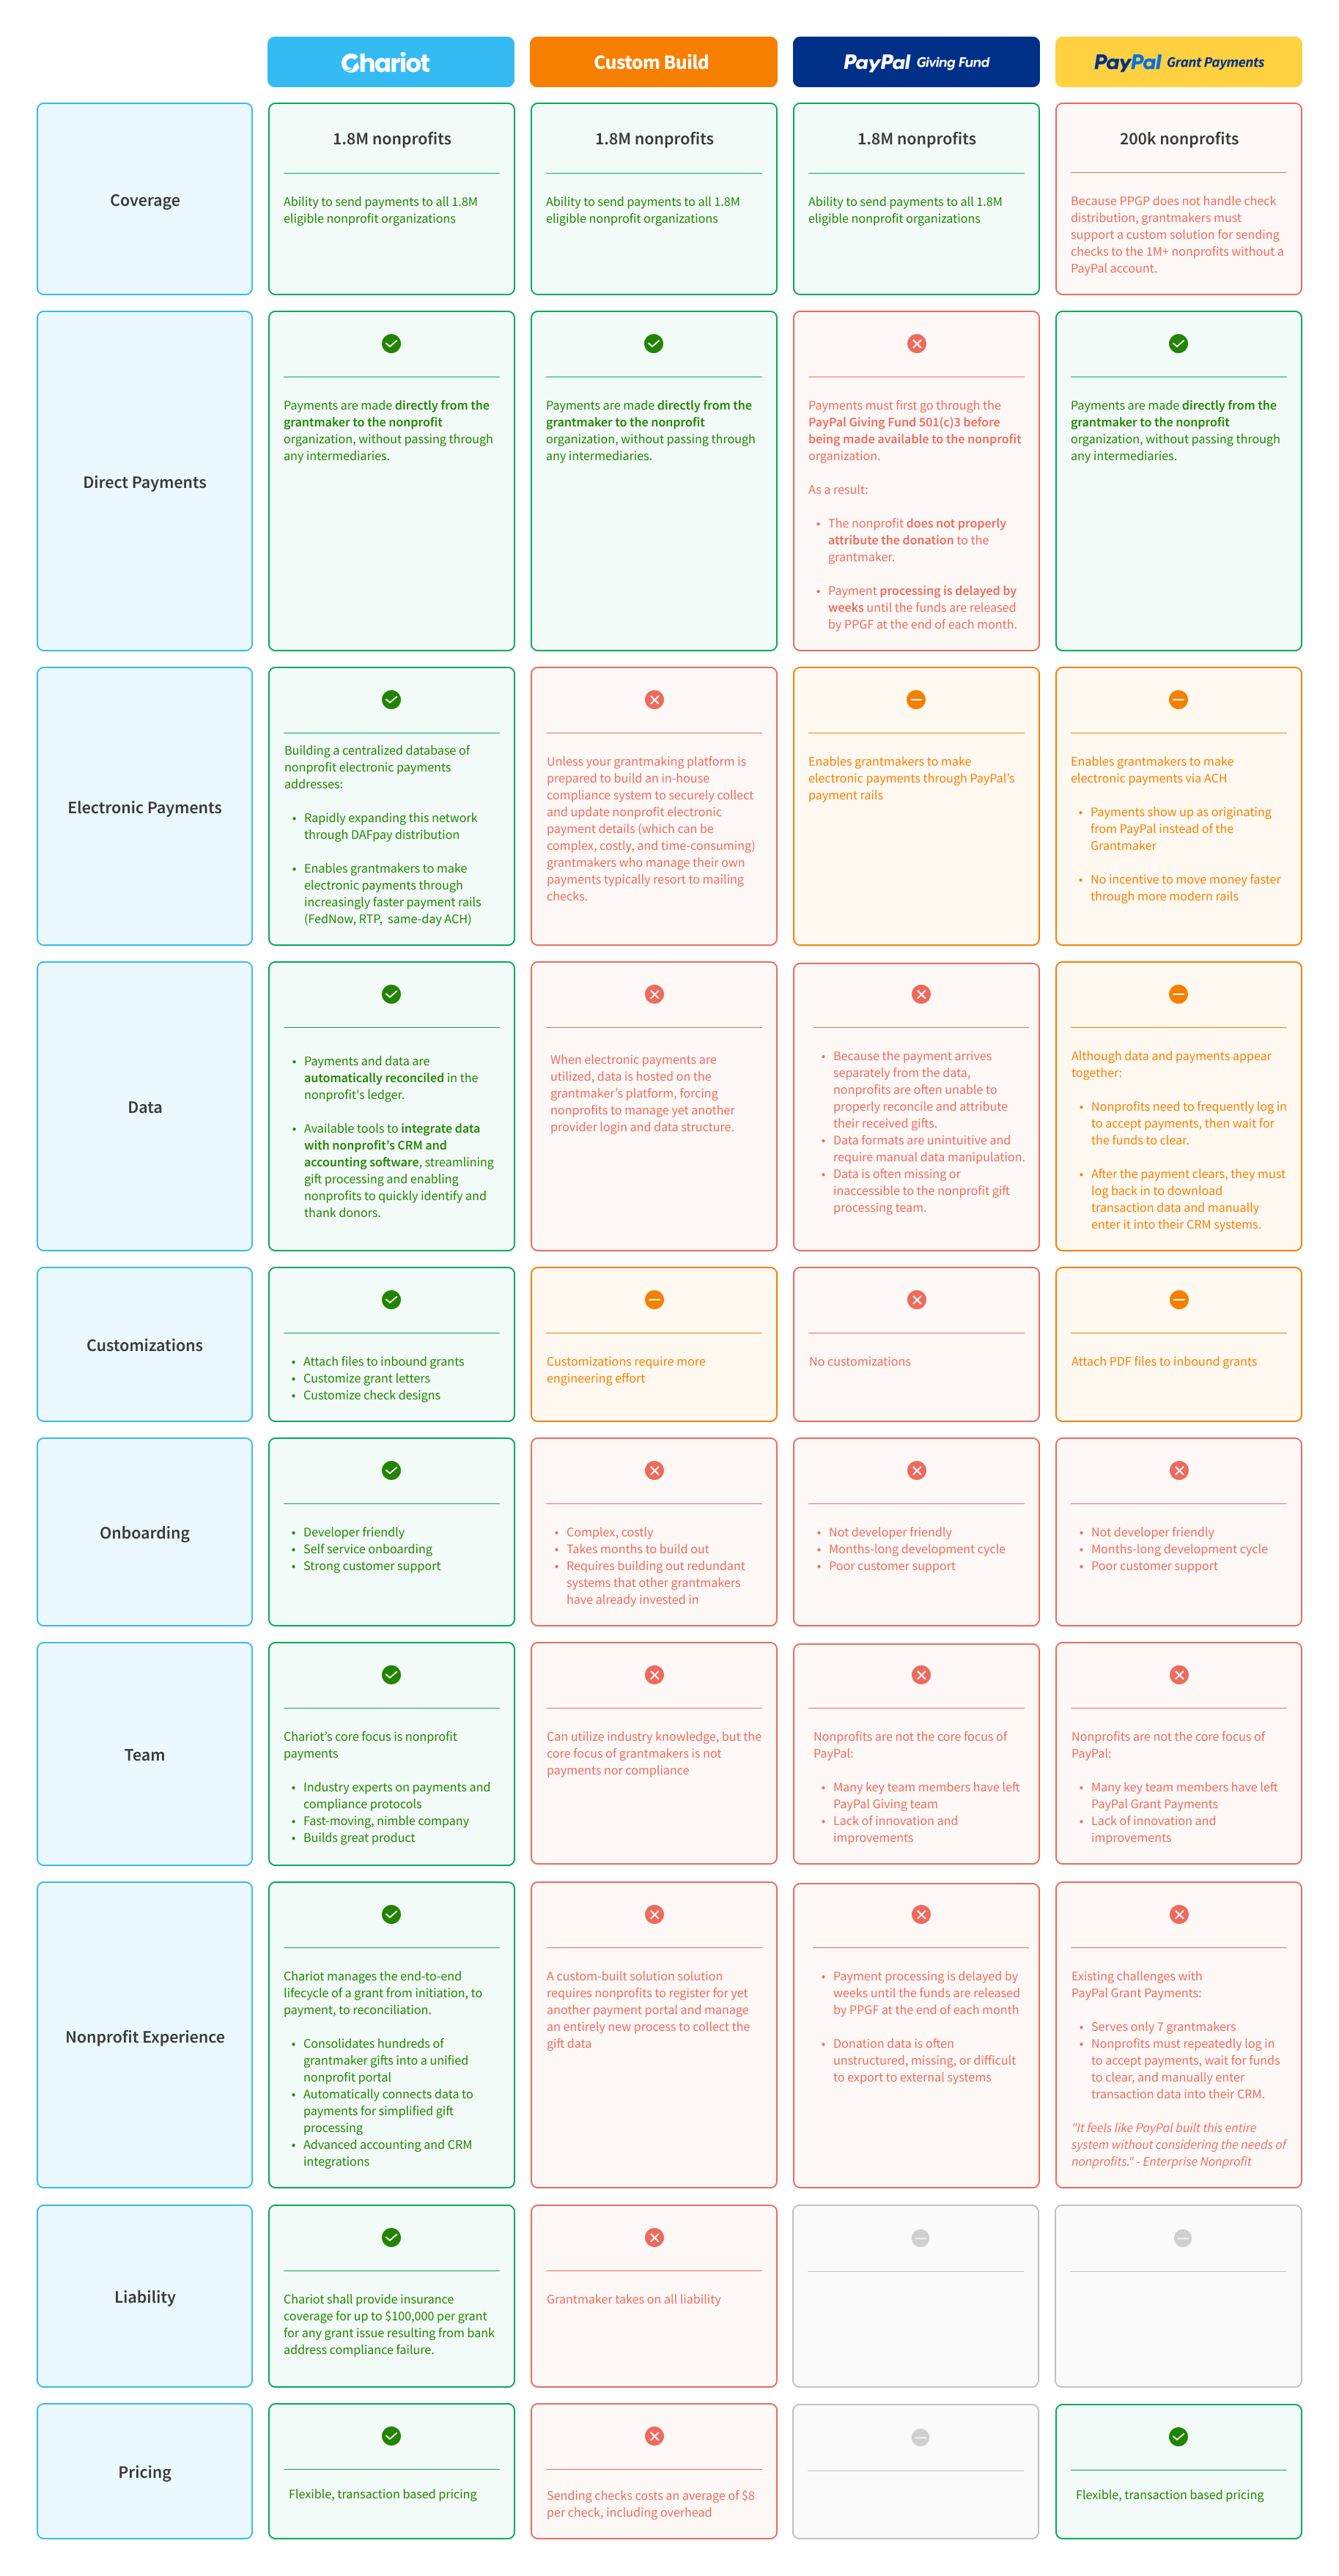 Chariot
Custom Build
PayPal Giving Fund
PayPal Grant Payments
Coverage
1.8M nonprofits
Ability to send payments to all 1.8M
eligible nonprofit organizations
1.8M nonprofits
Ability to send payments to all 1.8M
eligible nonprofit organizations
1.8M nonprofits
Ability to send payments to all 1.8M
eligible nonprofit organizations
200k nonprofits
Because PPGP does not handle check
distribution, grantmakers must
support a custom solution for sending
checks to the 1M+ nonprofits without a
PayPal account.
Direct Payments
Payments are made directly from the
grantmaker to the nonprofit
organization, without passing through
any intermediaries.
Payments are made directly from the
grantmaker to the nonprofit
organization, without passing through
any intermediaries.
Payments must first go through the
PayPal Giving Fund 501(c)3 before
being made available to the nonprofit
organization.
As a result:
• The nonprofit does not properly
attribute the donation to the
grantmaker.
• Payment processing is delayed by
weeks until the funds are released
by PPGF at the end of each month.
Payments are made directly from the
grantmaker to the nonprofit
organization, without passing through
any intermediaries.
Electronic Payments
Building a centralized database of
nonprofit electronic payments
addresses:
• Rapidly expanding this network
through DAFpay distribution
• Enables grantmakers to make
electronic payments through
increasingly faster payment rails
(FedNow, RTP, same-day ACH)
Unless your grantmaking platform is
prepared to build an in-house
compliance system to securely collect
and update nonprofit electronic
payment details (which can be
complex, costly, and time-consuming)
grantmakers who manage their own
payments typically resort to mailing
checks.
Enables grantmakers to make
electronic payments through PayPal's
payment rails
Enables grantmakers to make
electronic payments via ACH
• Payments show up as originating
from PayPal instead of the
Grantmaker
• No incentive to move money faster
through more modern rails
Data
• Payments and data are
automatically reconciled in the
nonprofit's ledger.
• Available tools to integrate data
with nonprofit's CRM and
accounting software, streamlining
gift processing and enabling
nonprofits to quickly identify and
thank donors.
When electronic payments are
utilized, data is hosted on the
grantmaker's platform, forcing
nonprofits to manage yet another
provider login and data structure.
• Because the payment arrives
separately from the data,
nonprofits are often unable to
properly reconcile and attribute
their received gifts.
• Data formats are unintuitive and
require manual data manipulation.
• Data is often missing or
inaccessible to the nonprofit gift
processing team.
Although data and payments appear
together:
• Nonprofits need to frequently log in
to accept payments, then wait for
the funds to clear.
• After the payment clears, they must
log back in to download
transaction data and manually
enter it into their CRM systems.
Customizations
• Attach files to inbound grants
• Customize grant letters
• Customize check designs
Customizations require more
engineering effort
No customizations
Attach PDF files to inbound grants
Onboarding
• Developer friendly
• Self service onboarding
• Strong customer support
• Complex, costly
• Takes months to build out
• Requires building out redundant
systems that other grantmakers
have already invested in
• Not developer friendly
• Months-long development cycle
• Poor customer support
• Not developer friendly
• Months-long development cycle
• Poor customer support
Team
Chariot's core focus is nonprofit
payments
• Industry experts on payments and
compliance protocols
• Fast-moving, nimble company
• Builds great product
Can utilize industry knowledge, but the
core focus of grantmakers is not
payments nor compliance
Nonprofits are not the core focus of
PayPal:
• Many key team members have left
PayPal Giving team
• Lack of innovation and
improvements
Nonprofits are not the core focus of
PayPal:
• Many key team members have left
PayPal Grant Payments
• Lack of innovation and
improvements
Nonprofit Experience
Chariot manages the end-to-end
lifecycle of a grant from initiation, to
payment, to reconciliation.
• Consolidates hundreds of
grantmaker gifts into a unified
nonprofit portal
• Automatically connects data to
payments for simplified gift
processing
• Advanced accounting and CRM
integrations
A custom-built solution solution
requires nonprofits to register for yet
another payment portal and manage
an entirely new process to collect the
gift data
• Payment processing is delayed by
weeks until the funds are released
by PPGF at the end of each month
• Donation data is often
unstructured, missing, or difficult
to export to external systems
Existing challenges with
PayPal Grant Payments:
• Serves only 7 grantmakers
• Nonprofits must repeatedly log in
to accept payments, wait for funds
to clear, and manually enter
transaction data into their CRM.
"It feels like PayPal built this entire
system without considering the needs of
nonprofits." - Enterprise Nonprofit
Liability
Chariot shall provide insurance
coverage for up to $100,000 per grant
for any grant issue resulting from bank
address compliance failure.
Grantmaker takes on all liability
Pricing
Flexible, transaction based pricing
Sending checks costs an average of $8
per check, including overhead
Flexible, transaction based pricing